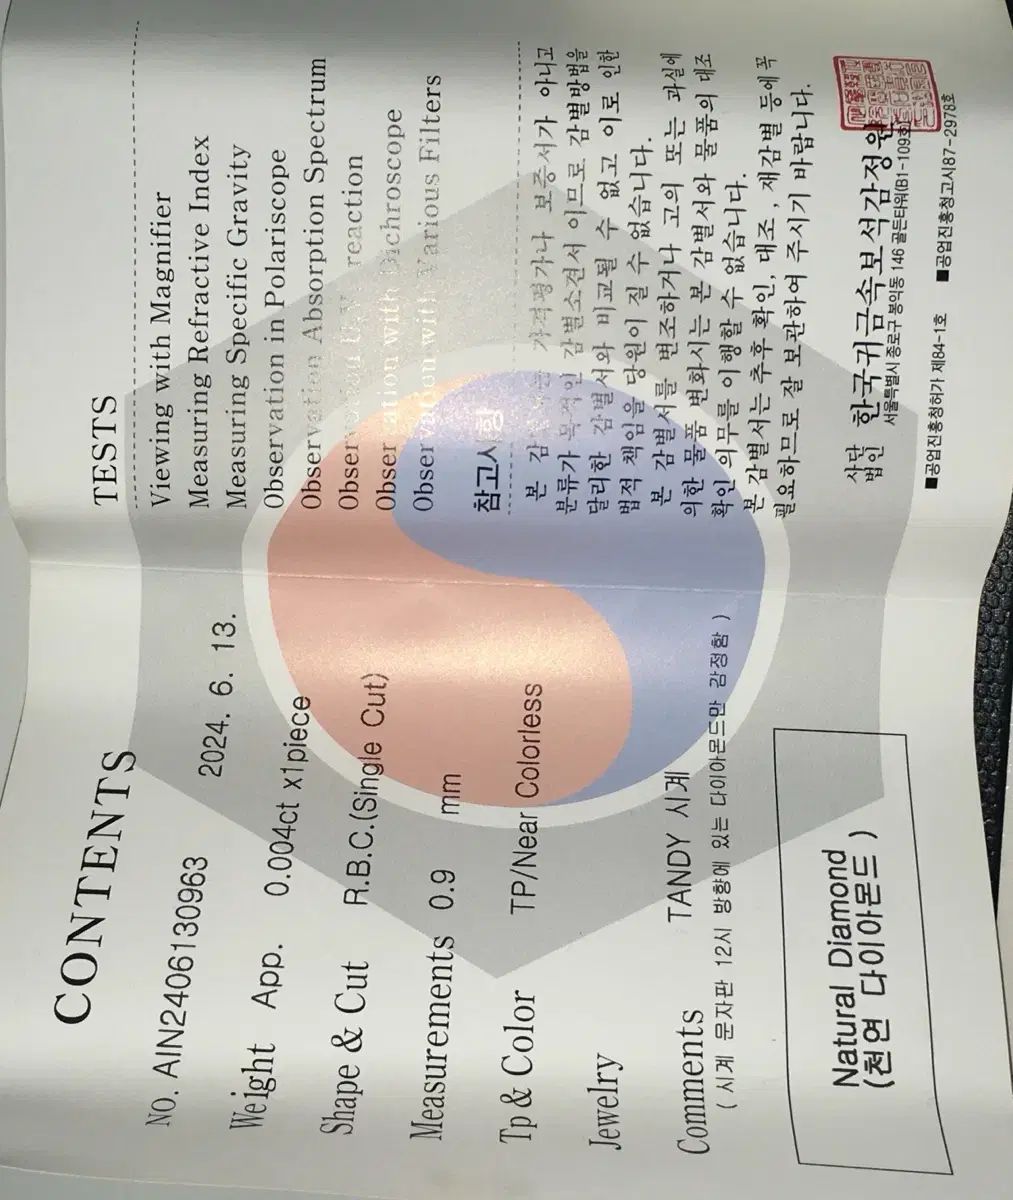 CONTENTS
NO. AIN2406130963
2024. 6. 13.
Weight App. 0.004ct x1piece
Shape & Cut R.B.C.(Single Cut)
Measurements 0.9 mm
Tp & Color TP/Near Colorless
Jewelry
Comments TANDY 시계
( 시계 문자판 12시 방향에 있는 다이아몬드만 감정함 )
Natural Diamond
(천연 다이아몬드 )
TESTS
Viewing with Magnifier
Measuring Refractive Index
Measuring Specific Gravity
Observation in Polariscope
Observation Absorption Spectrum
reaction
Observation with Dichroscope
Observation with Various Filters
참고사항
본 가격평가나 보증서가 아니고
분류가 목적인 감별소견서 이므로 감별방법을
달리한 감별서와 비교될 수 없고 이로 인한
법적 책임을 당원이 질 수 없습니다.
본 감별서를 변조하거나 고의 또는 과실에
의한 물품 변화시는 본 감별서와 물품의 대조
확인 의무를 이행할 수 없습니다.
본 감별서는 추후 확인, 대조, 재감별 등에 꼭
필요하므로 잘 보관하여 주시기 바랍니다.
사단
법인 한국귀금속보석감정원
서울특별시 종로구 봉익동 146 골든타워(B1-109호)
■공업진흥청허가 제84-1호 ■공업진흥청고시87-2978호